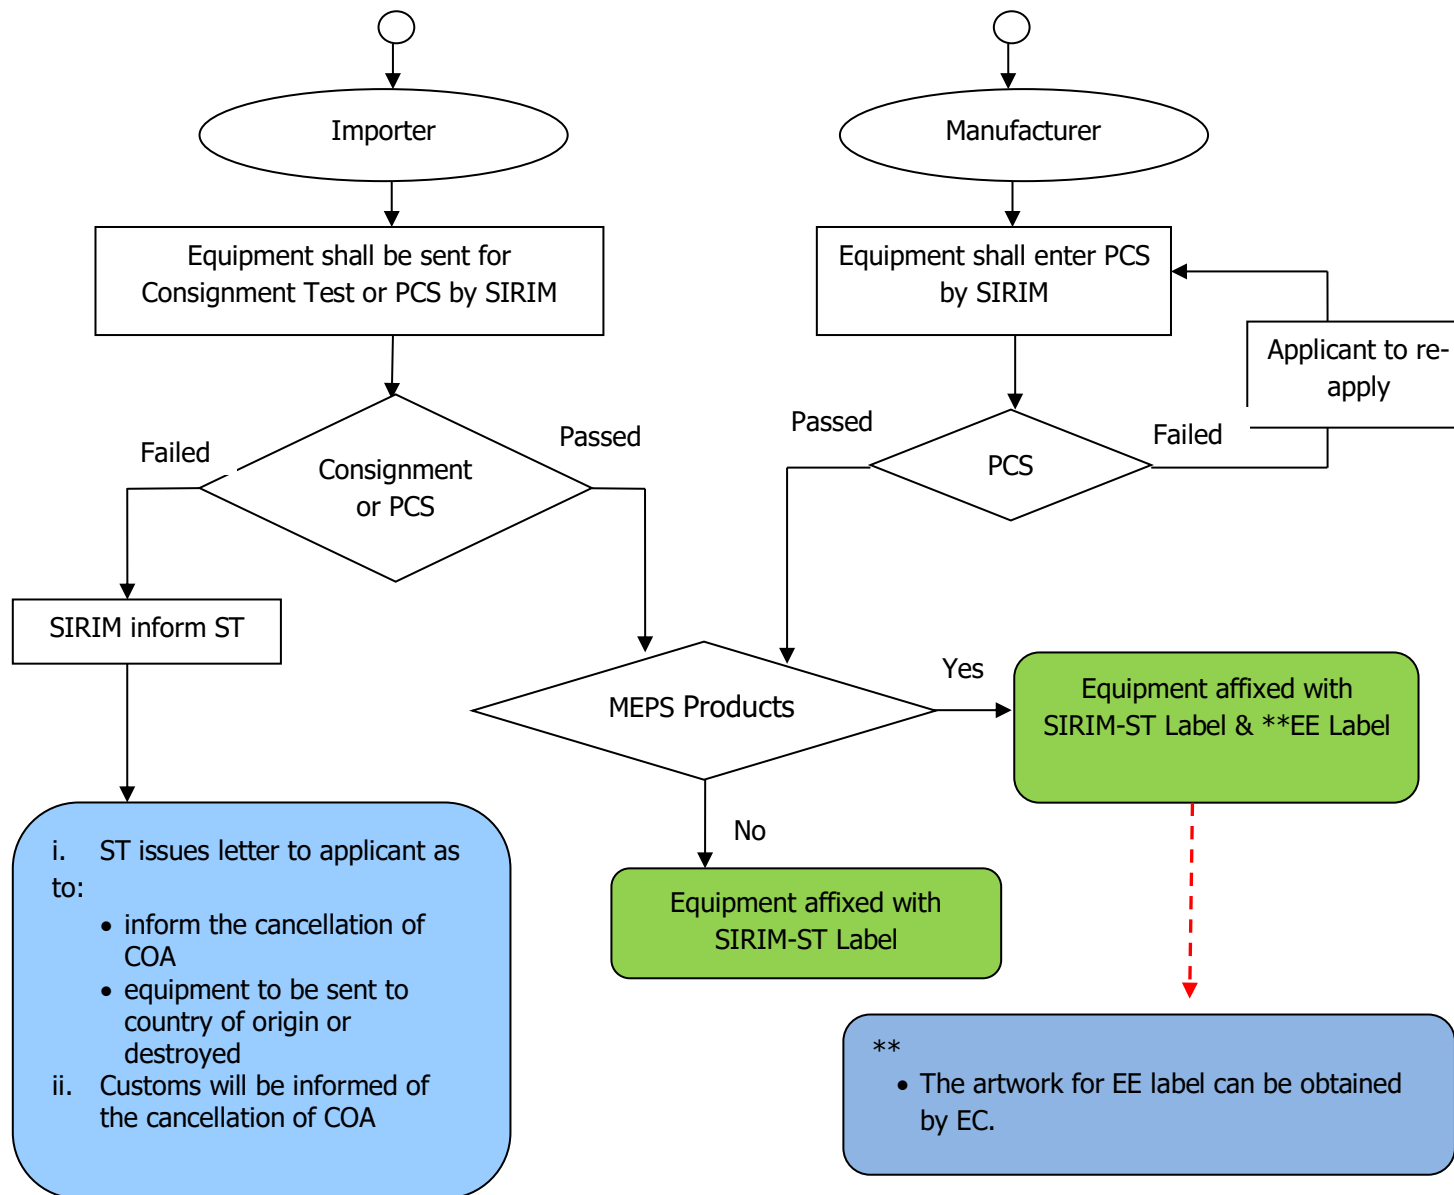 Importer
Manufacturer
Equipment shall be sent for
Consignment Test or PCS by SIRIM
Equipment shall enter PCS
by SIRIM
Applicant to re-
apply
Failed
Passed
Consignment
or PCS
Passed
Failed
PCS
SIRIM inform ST
MEPS Products
Yes
Equipment affixed with
SIRIM-ST Label & **EE Label
No
Equipment affixed with
SIRIM-ST Label
i. ST issues letter to applicant as
to:
• inform the cancellation of
COA
• equipment to be sent to
country of origin or
destroyed
ii. Customs will be informed of
the cancellation of COA
**
• The artwork for EE label can be obtained
by EC.